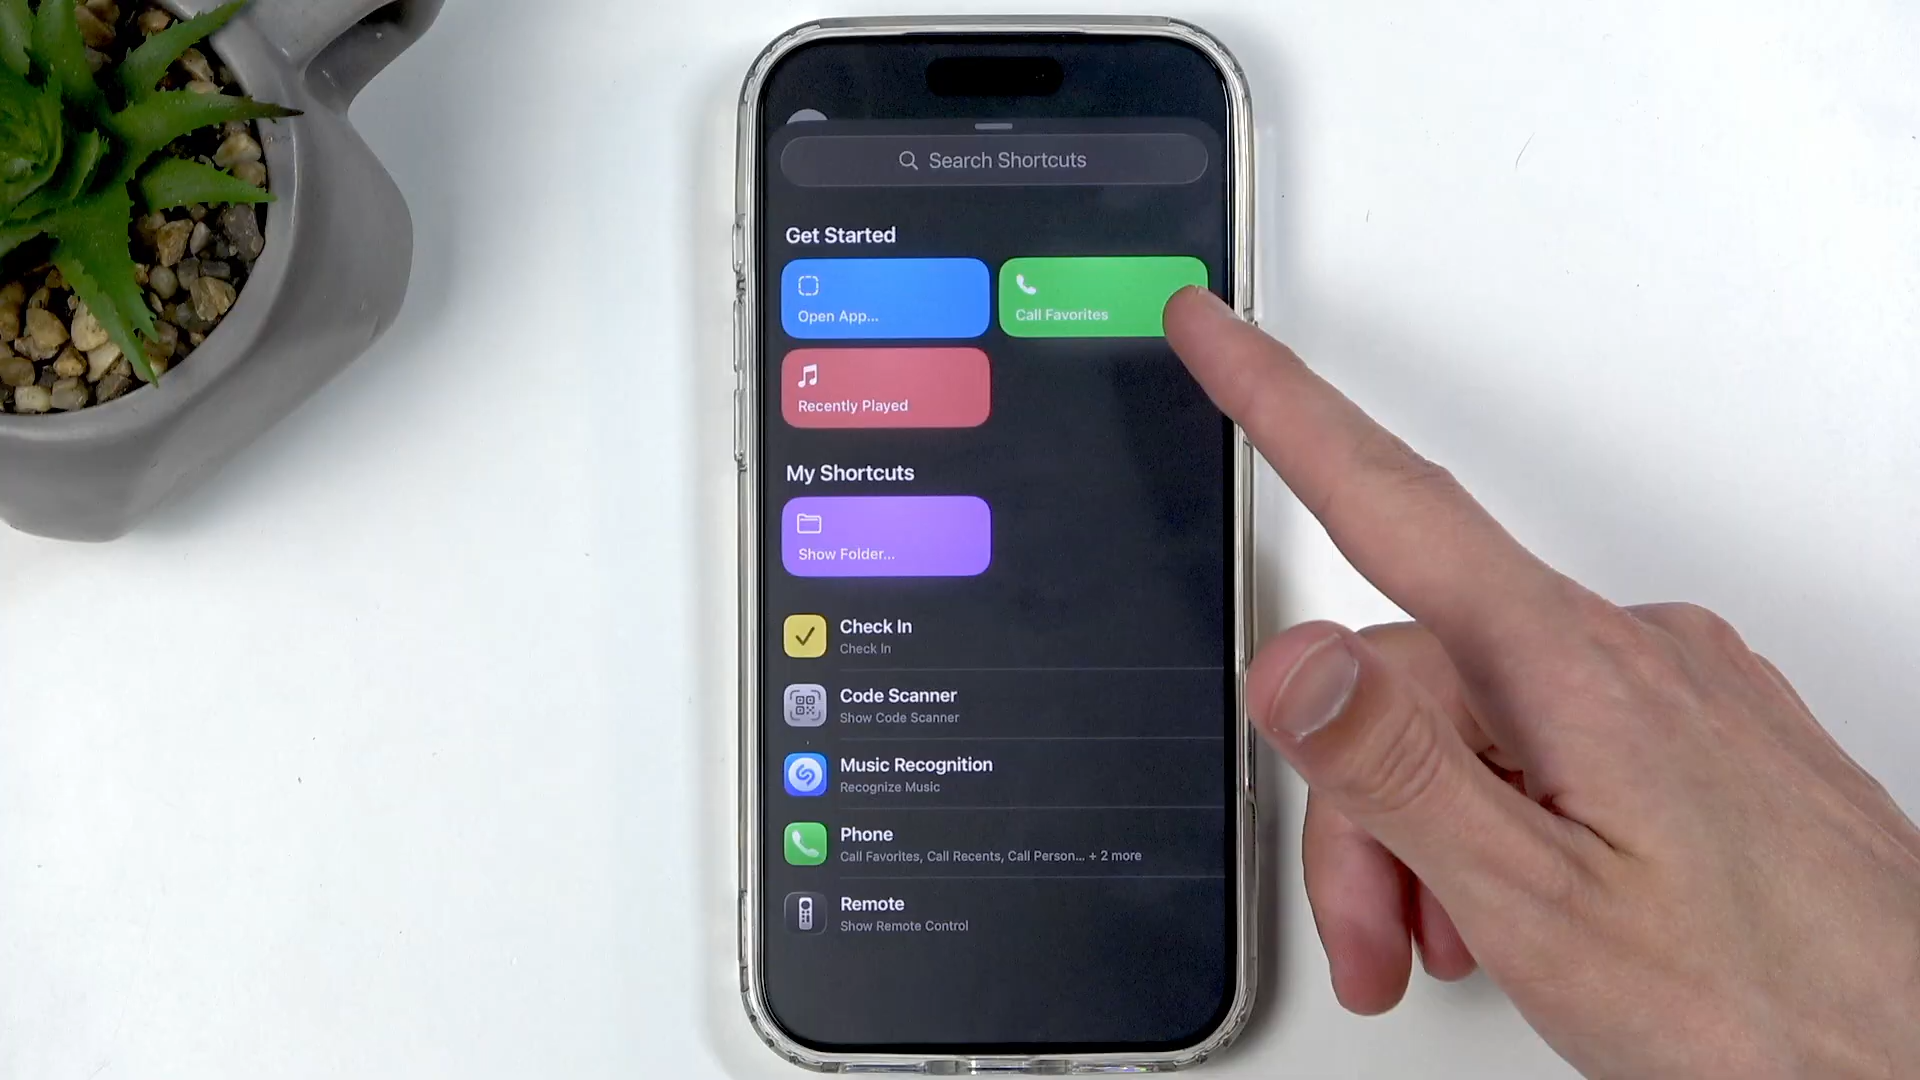 Search Shortcuts
Get Started
Open App...
Call Favorites
Recently Played
My Shortcuts
Show Folder...
Check In
Check In
Code Scanner
Show Code Scanner
Music Recognition
Recognize Music
Phone
Call Favorites, Call Recents, Call Person... + 2 more
Remote
Show Remote Control